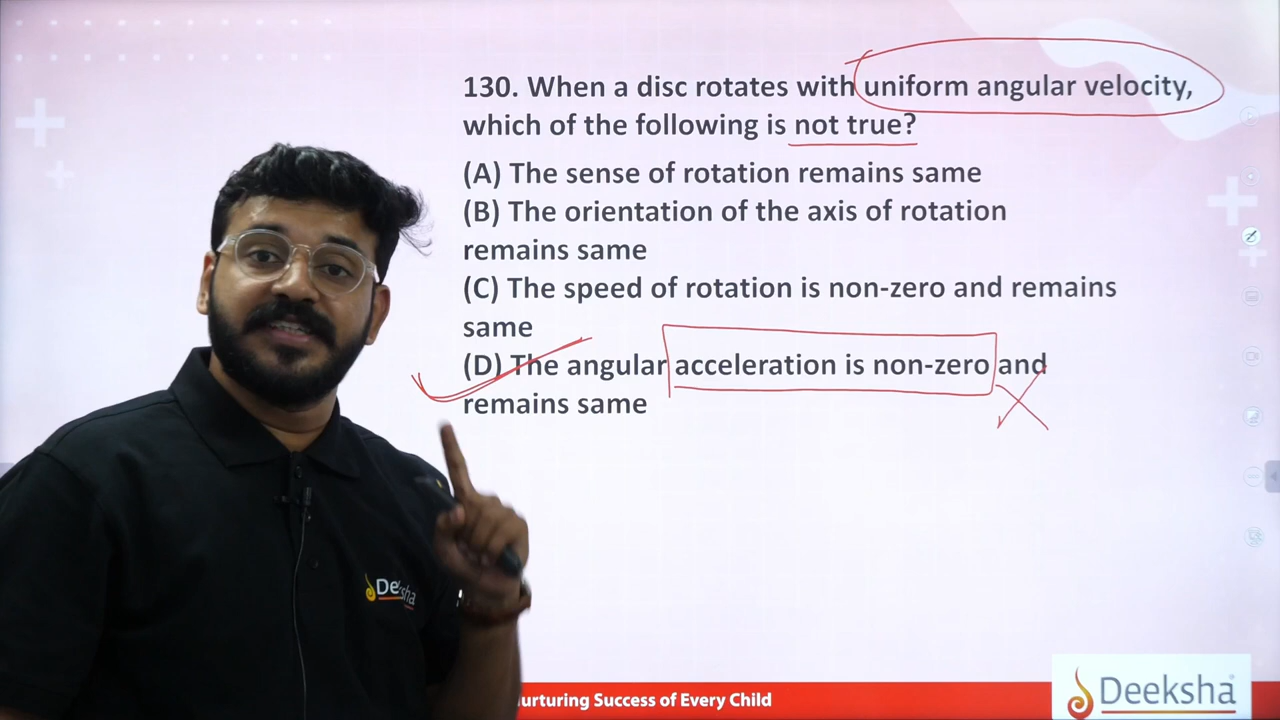 130. When a disc rotates with uniform angular velocity,
which of the following is not true?
(A) The sense of rotation remains same
(B) The orientation of the axis of rotation
remains same
(C) The speed of rotation is non-zero and remains
same
(D) The angular acceleration is non-zero and
remains same
Deeksha
urturing Success of Every Child
Deeksha